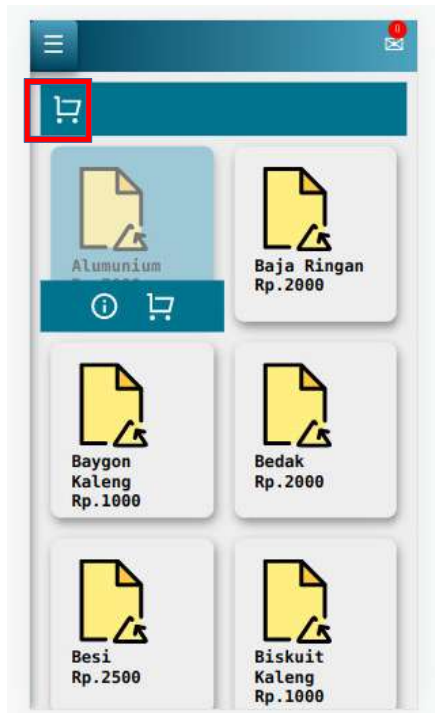 0
Alumunium
Baja Ringan
Rp.2000
Baygon
Kaleng
Rp.1000
Bedak
Rp.2000
Besi
Rp.2500
Biskuit
Kaleng
Rp.1000